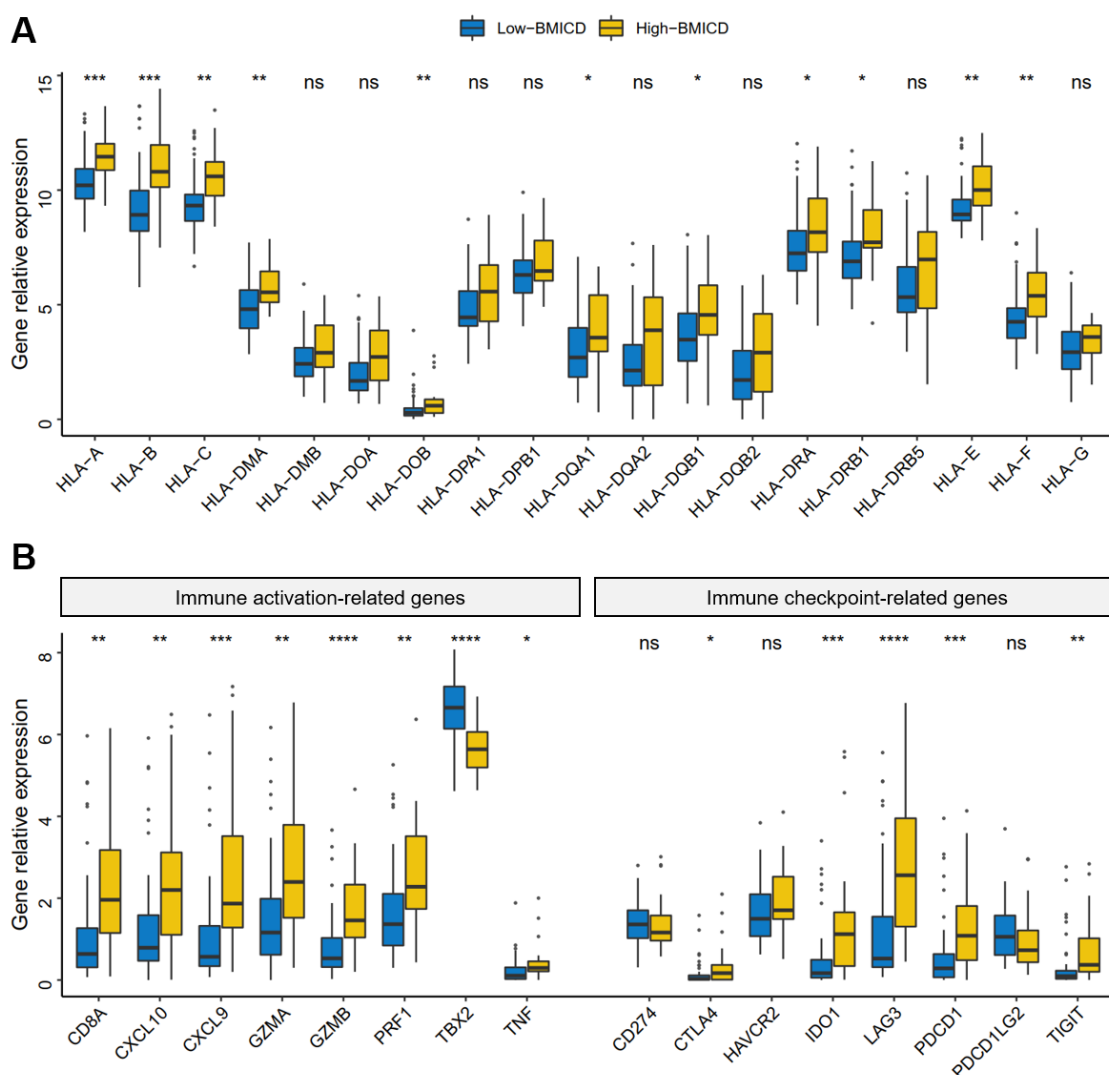 A
Low−BMICD High−BMICD
*** *** ** ** ns ns ** ns ns * ns * ns * * ns ** ** ns
Gene relative expression
15
10
5
0
HLA−A HLA−B HLA−C HLA−DMA HLA−DMB HLA−DOA HLA−DOB HLA−DPA1 HLA−DPB1 HLA−DQA1 HLA−DQA2 HLA−DQB1 HLA−DQB2 HLA−DRA HLA−DRB1 HLA−DRB5 HLA−E HLA−F HLA−G
B
Immune activation-related genes Immune checkpoint-related genes
** ** *** ** **** ** **** * ns * ns *** **** *** ns **
Gene relative expression
8
6
4
2
0
CD8A CXCL10 CXCL9 GZMA GZMB PRF1 TBX2 TNF CD274 CTLA4 HAVCR2 IDO1 LAG3 PDCD1 PDCD1LG2 TIGIT